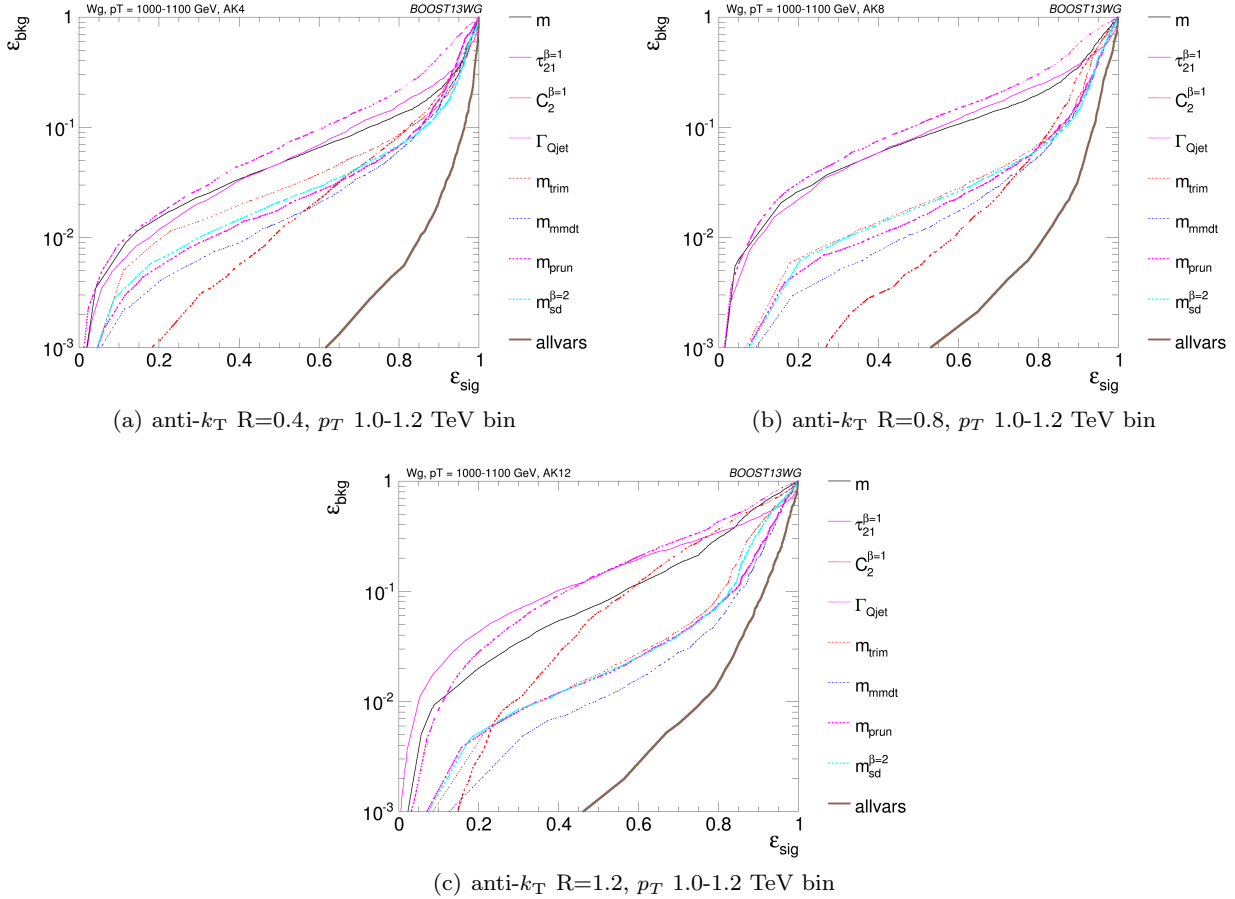 Wg, pT = 1000-1100 GeV, AK4
BOOST13WG
ε_bkg
1
10^-1
10^-2
10^-3
0 0.2 0.4 0.6 0.8 1
ε_sig
m
τ_21^β=1
C_2^β=1
Γ_Qjet
m_trim
m_mmdt
m_prun
m_sd^β=2
allvars
(a) anti-k_T R=0.4, p_T 1.0-1.2 TeV bin
Wg, pT = 1000-1100 GeV, AK8
BOOST13WG
ε_bkg
1
10^-1
10^-2
10^-3
0 0.2 0.4 0.6 0.8 1
ε_sig
m
τ_21^β=1
C_2^β=1
Γ_Qjet
m_trim
m_mmdt
m_prun
m_sd^β=2
allvars
(b) anti-k_T R=0.8, p_T 1.0-1.2 TeV bin
Wg, pT = 1000-1100 GeV, AK12
BOOST13WG
ε_bkg
1
10^-1
10^-2
10^-3
0 0.2 0.4 0.6 0.8 1
ε_sig
m
τ_21^β=1
C_2^β=1
Γ_Qjet
m_trim
m_mmdt
m_prun
m_sd^β=2
allvars
(c) anti-k_T R=1.2, p_T 1.0-1.2 TeV bin